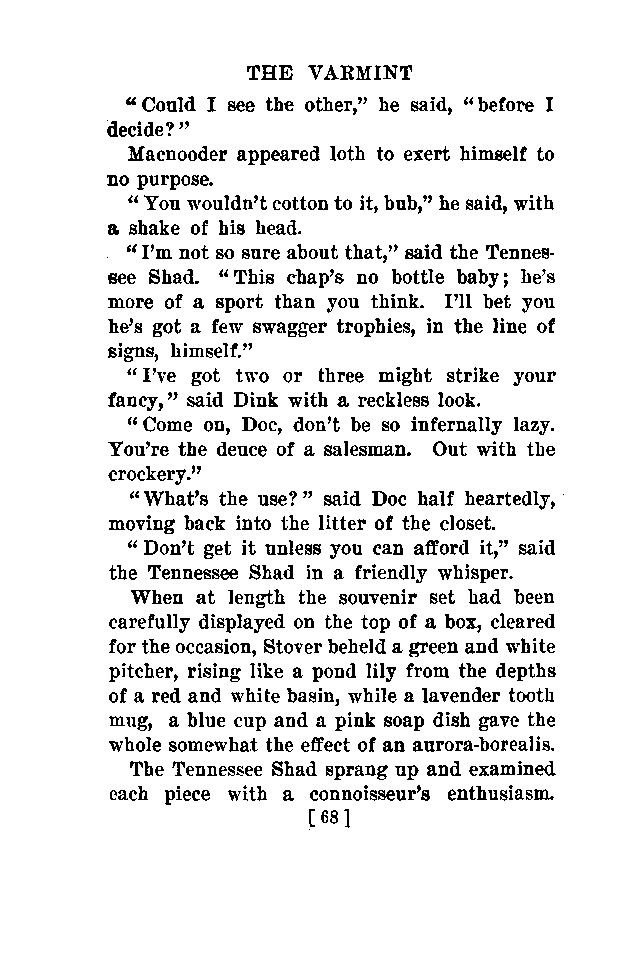 THE VARMINT
“Could I see the other,” he said, “before I
decide?”
Macnooder appeared loth to exert himself to
no purpose.
“You wouldn’t cotton to it, bub,” he said, with
a shake of his head.
“I’m not so sure about that,” said the Tennes-
see Shad. “This chap’s no bottle baby; he’s
more of a sport than you think. I’ll bet you
he’s got a few swagger trophies, in the line of
signs, himself.”
“I’ve got two or three might strike your
fancy,” said Dink with a reckless look.
“Come on, Doc, don’t be so infernally lazy.
You’re the deuce of a salesman. Out with the
crockery.”
“What’s the use?” said Doc half heartedly,
moving back into the litter of the closet.
“Don’t get it unless you can afford it,” said
the Tennessee Shad in a friendly whisper.
When at length the souvenir set had been
carefully displayed on the top of a box, cleared
for the occasion, Stover beheld a green and white
pitcher, rising like a pond lily from the depths
of a red and white basin, while a lavender tooth
mug, a blue cup and a pink soap dish gave the
whole somewhat the effect of an aurora-borealis.
The Tennessee Shad sprang up and examined
each piece with a connoisseur’s enthusiasm.
[68]